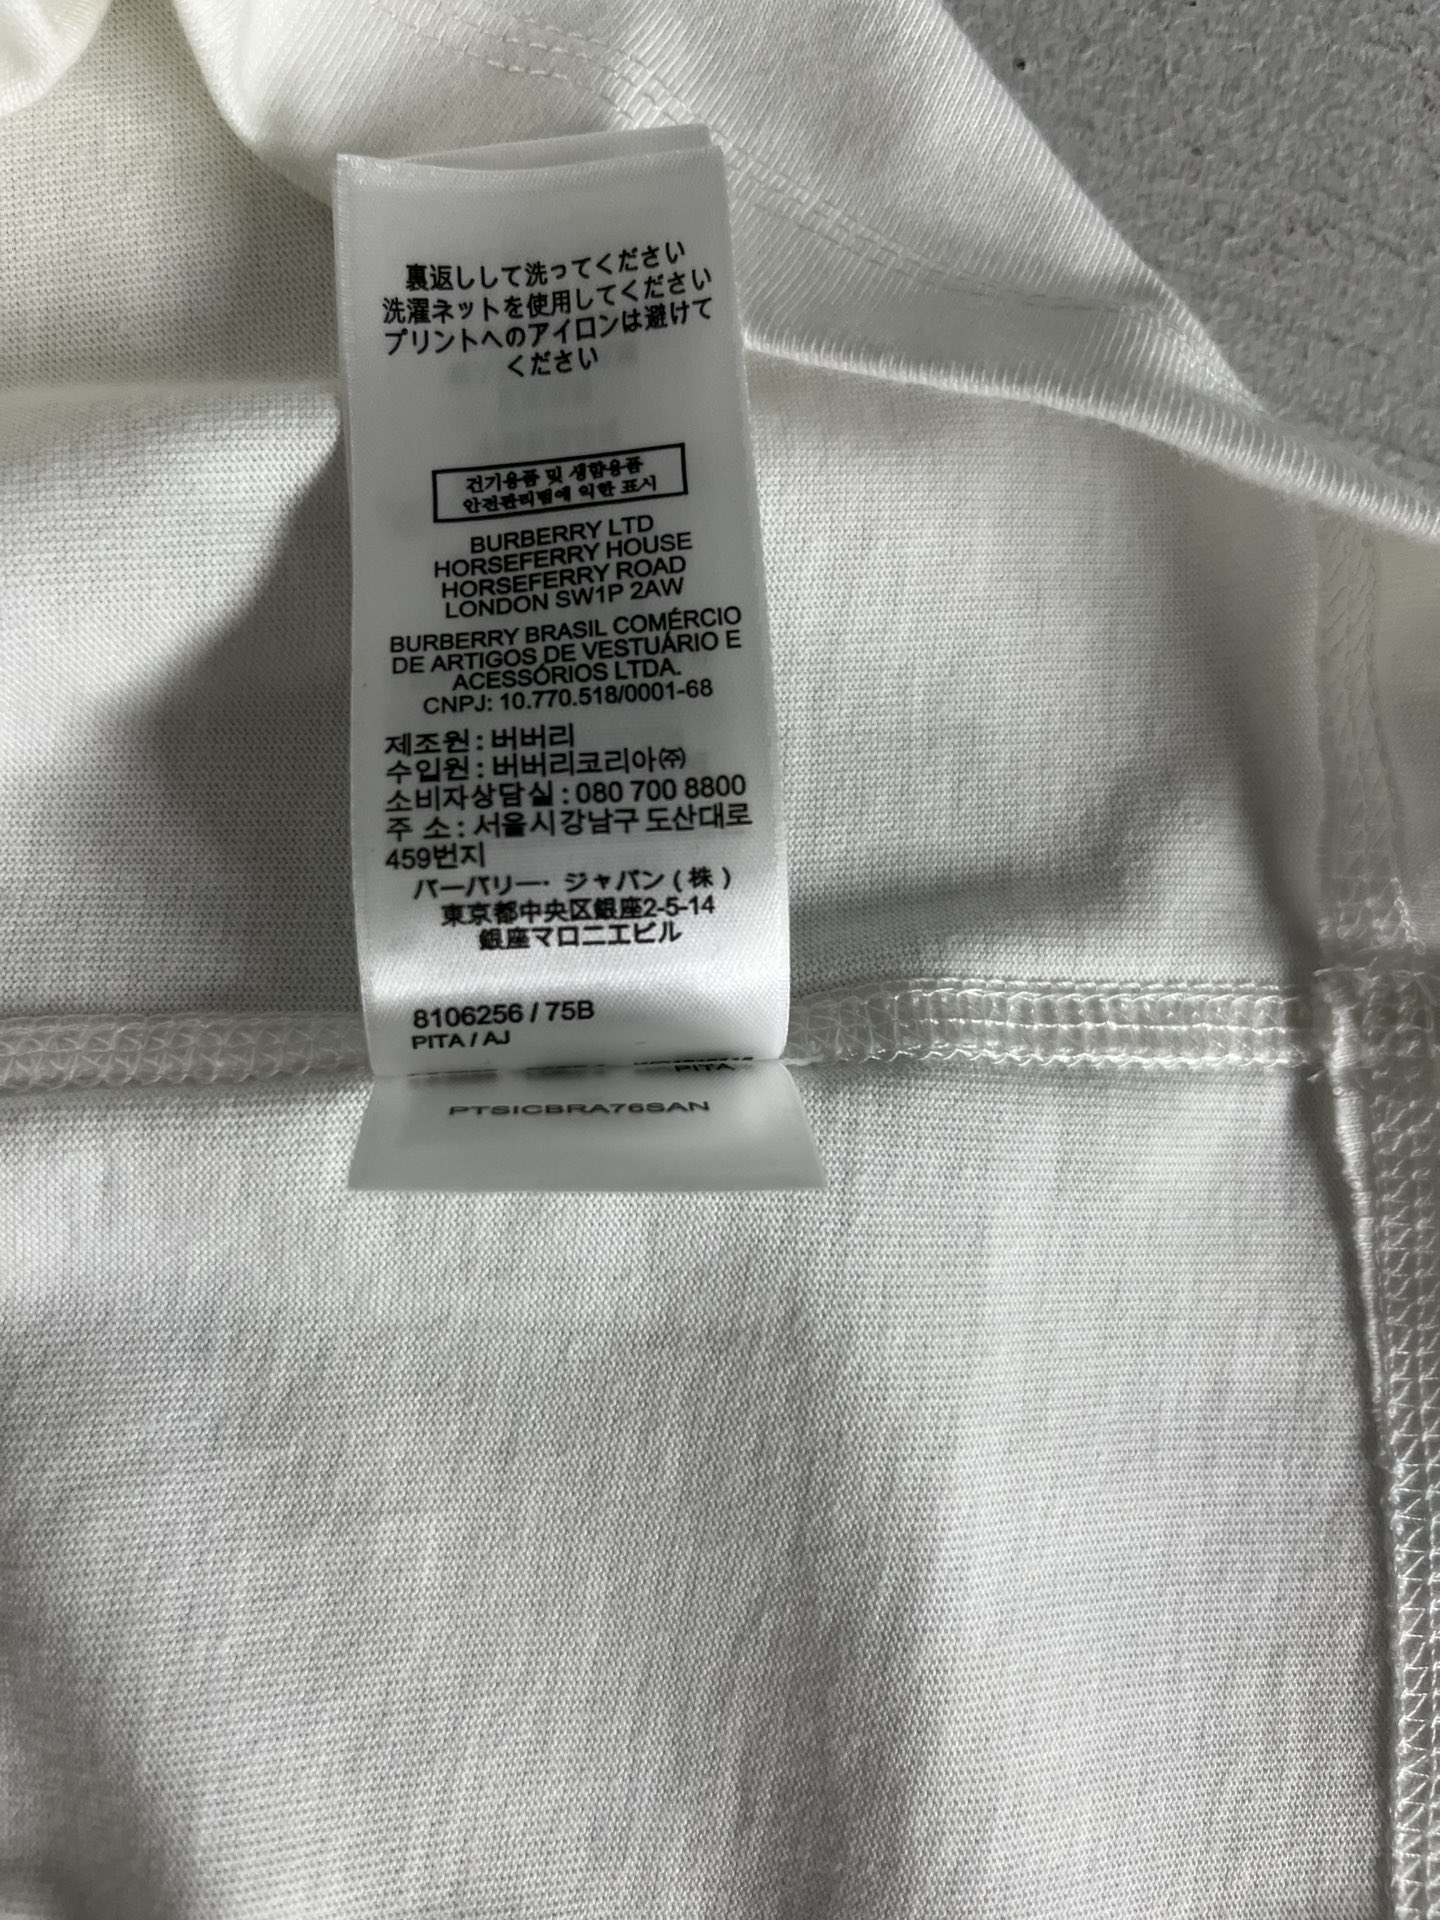 裏返しして洗ってください
洗濯ネットを使用してください
プリントへのアイロンは避けて
ください
전기용품 및 생활용품
안전관리법에 의한 표시
BURBERRY LTD
HORSEFERRY HOUSE
HORSEFERRY ROAD
LONDON SW1P 2AW
BURBERRY BRASIL COMÉRCIO
DE ARTIGOS DE VESTUÁRIO E
ACESSÓRIOS LTDA.
CNPJ: 10.770.518/0001-68
제조원 : 버버리
수입원 : 버버리코리아㈜
소비자상담실 : 080 700 8800
주 소 : 서울시강남구 도산대로
459번지
バーバリー・ジャパン ( 株 )
東京都中央区銀座2-5-14
銀座マロニエビル
8106256 / 75B
PITA / AJ
PITA
PTSICBRA76SAN